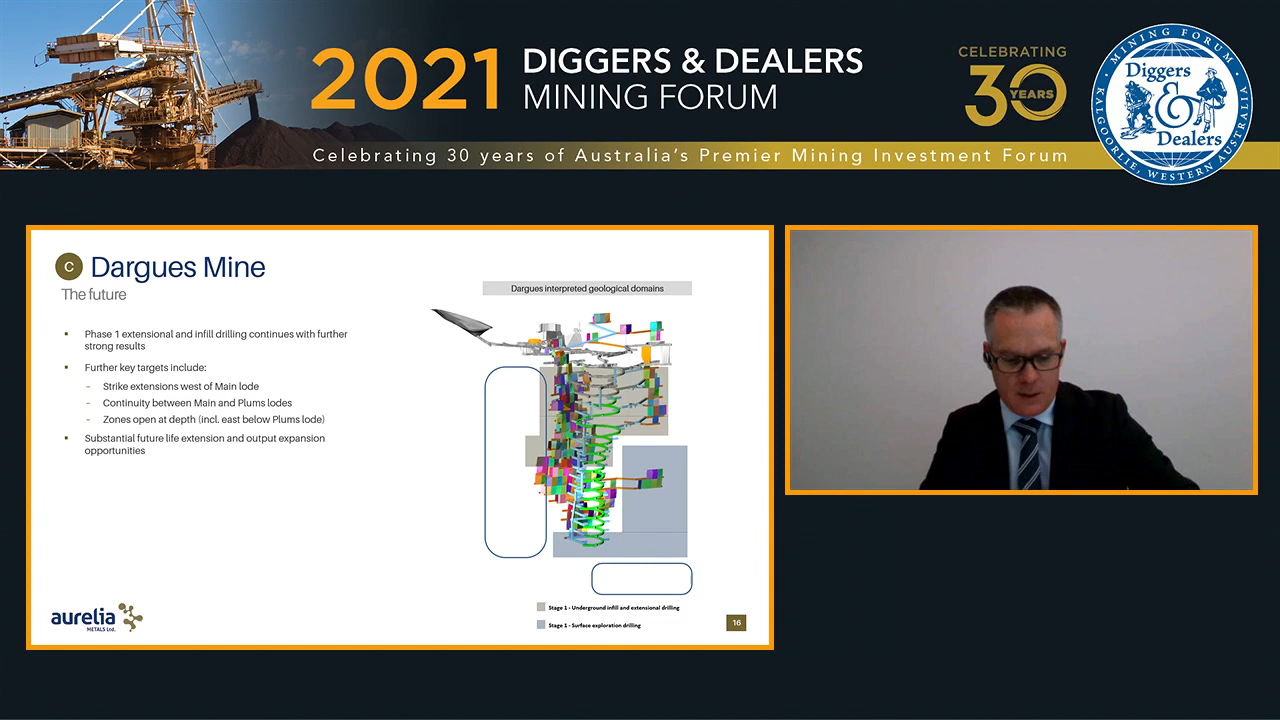 2021 DIGGERS & DEALERS
MINING FORUM
CELEBRATING
30 YEARS
Celebrating 30 years of Australia's Premier Mining Investment Forum
MINING FORUM
Diggers
&
Dealers
KALGOORLIE, WESTERN AUSTRALIA
C Dargues Mine
The future
Dargues interpreted geological domains
▪ Phase 1 extensional and infill drilling continues with further
strong results
▪ Further key targets include:
– Strike extensions west of Main lode
– Continuity between Main and Plums lodes
– Zones open at depth (incl. east below Plums lode)
▪ Substantial future life extension and output expansion
opportunities
Stage 1 - Underground infill and extensional drilling
Stage 1 - Surface exploration drilling
aurelia
METALS Ltd.
16